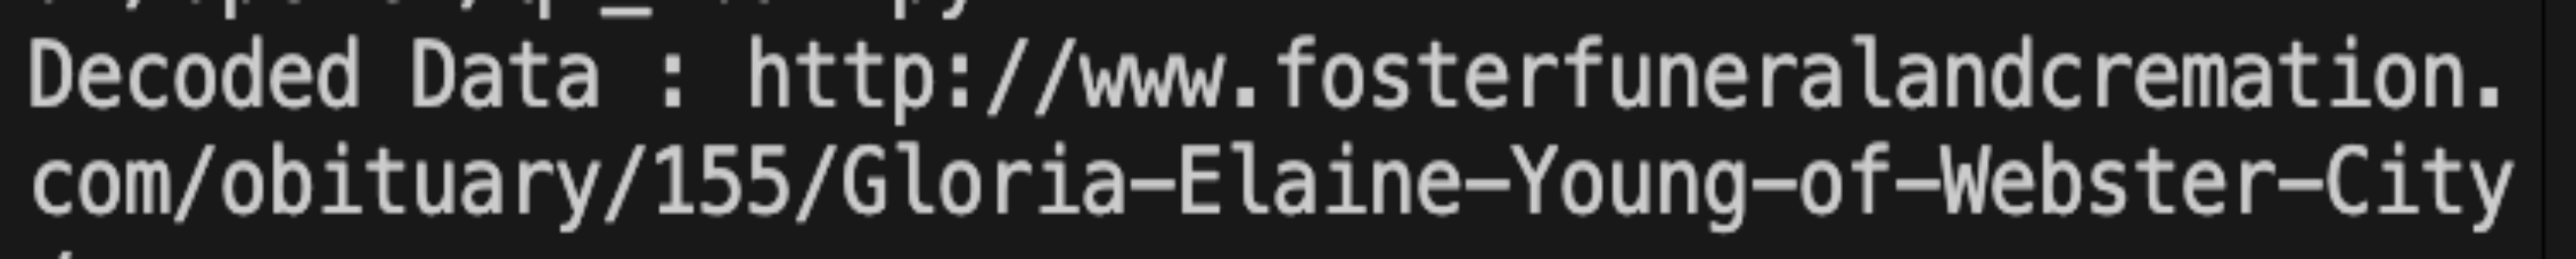 Decoded Data : http://www.fosterfuneralandcremation.
com/obituary/155/Gloria-Elaine-Young-of-Webster-City